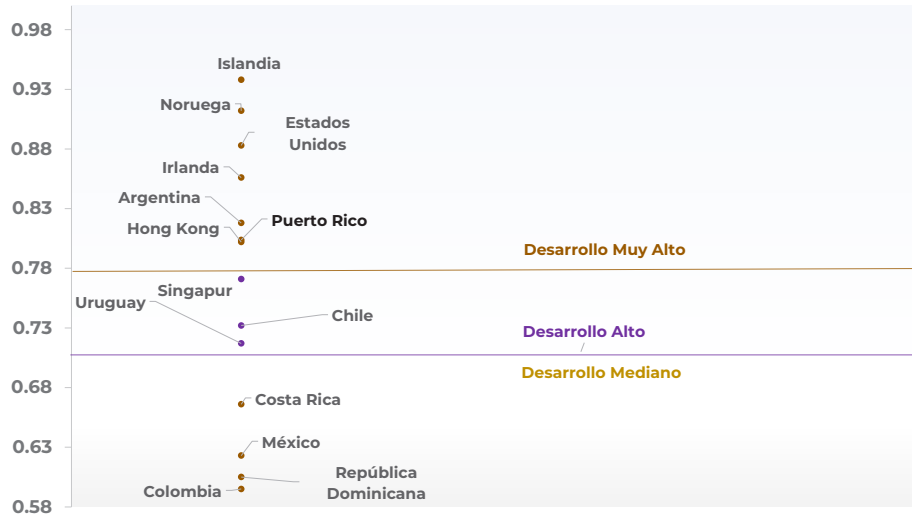 0.98
Islandia
0.93
Noruega
Estados
Unidos
0.88
Irlanda
Argentina
0.83
Puerto Rico
Hong Kong
Desarrollo Muy Alto
0.78
Singapur
Uruguay
Chile
0.73
Desarrollo Alto
Desarrollo Mediano
0.68
Costa Rica
México
0.63
República
Dominicana
Colombia
0.58